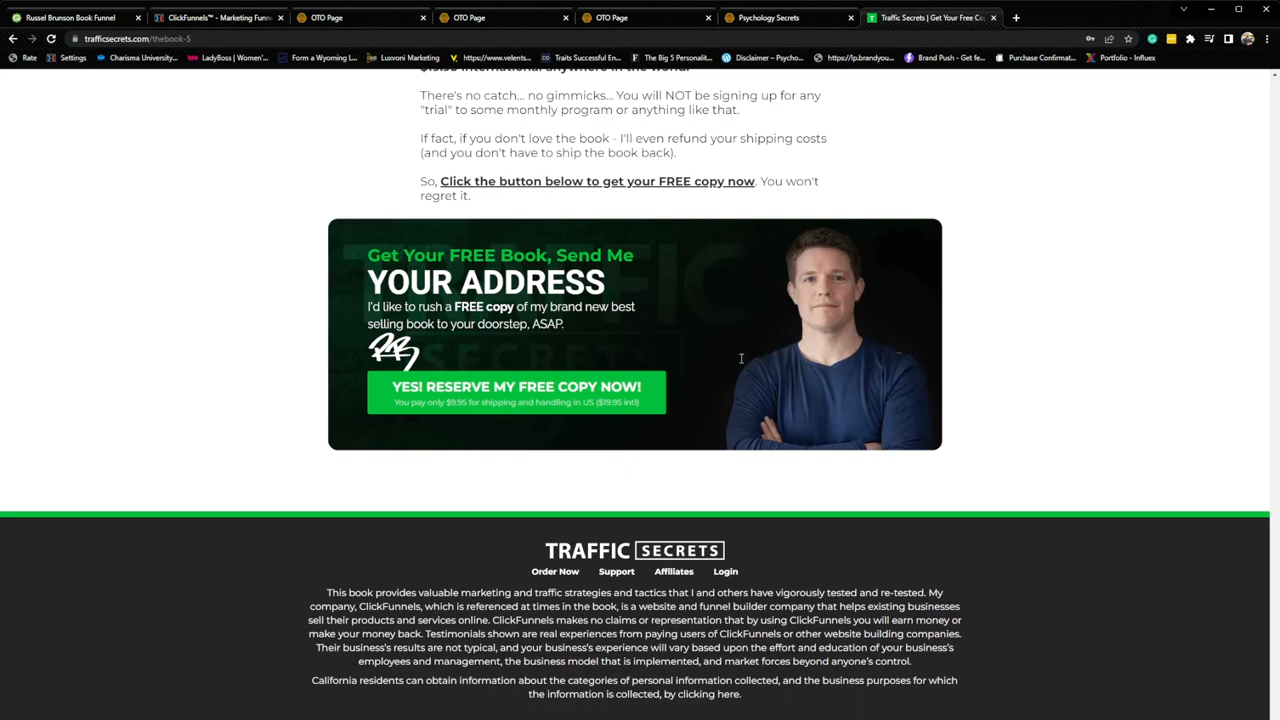 Russel Brunson Book Funnel
ClickFunnels™ - Marketing Funne
OTO Page
OTO Page
OTO Page
Psychology Secrets
Traffic Secrets | Get Your Free Co
trafficsecrets.com/thebook-5
Rate
Settings
Charisma University...
LadyBoss | Women'...
Form a Wyoming L...
Luxvoni Marketing
https://www.velents...
Traits Successful En...
The Big 5 Personalit...
Disclaimer – Psycho...
https://lp.brandyou...
Brand Push - Get fe...
Purchase Confirmat...
Portfolio - Influex
There's no catch... no gimmicks... You will NOT be signing up for any
"trial" to some monthly program or anything like that.
If fact, if you don't love the book - I'll even refund your shipping costs
(and you don't have to ship the book back).
So, Click the button below to get your FREE copy now. You won't
regret it.
Get Your FREE Book, Send Me
YOUR ADDRESS
I'd like to rush a FREE copy of my brand new best
selling book to your doorstep, ASAP.
YES! RESERVE MY FREE COPY NOW!
You pay only $9.95 for shipping and handling in US ($19.95 intl)
TRAFFIC SECRETS
Order Now
Support
Affiliates
Login
This book provides valuable marketing and traffic strategies and tactics that I and others have vigorously tested and re-tested. My
company, ClickFunnels, which is referenced at times in the book, is a website and funnel builder company that helps existing businesses
sell their products and services online. ClickFunnels makes no claims or representation that by using ClickFunnels you will earn money or
make your money back. Testimonials shown are real experiences from paying users of ClickFunnels or other website building companies.
Their business's results are not typical, and your business's experience will vary based upon the effort and education of your business's
employees and management, the business model that is implemented, and market forces beyond anyone's control.
California residents can obtain information about the categories of personal information collected, and the business purposes for which
the information is collected, by clicking here.